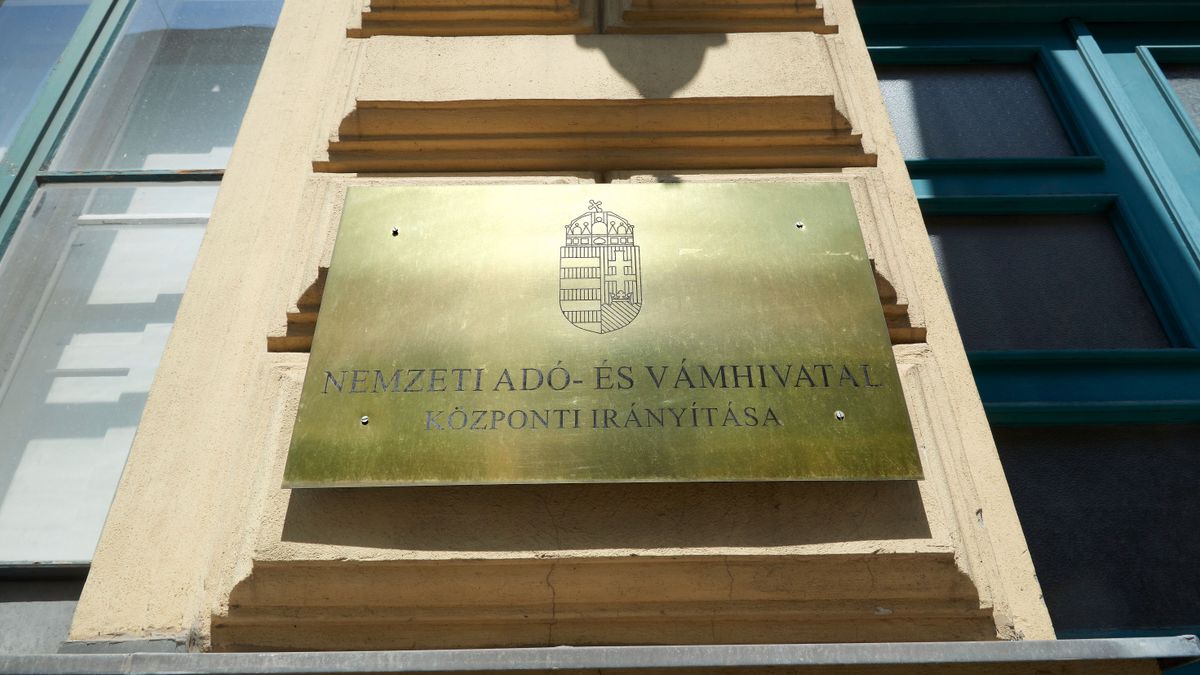 NEMZETI ADÓ- ÉS VÁMHIVATAL
KÖZPONTI IRÁNYÍTÁSA